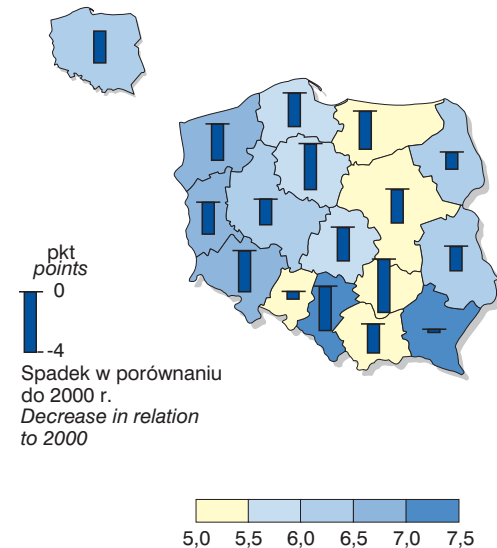 pkt
points
0
-4
Spadek w porównaniu
do 2000 r.
Decrease in relation
to 2000
5,0 5,5 6,0 6,5 7,0 7,5